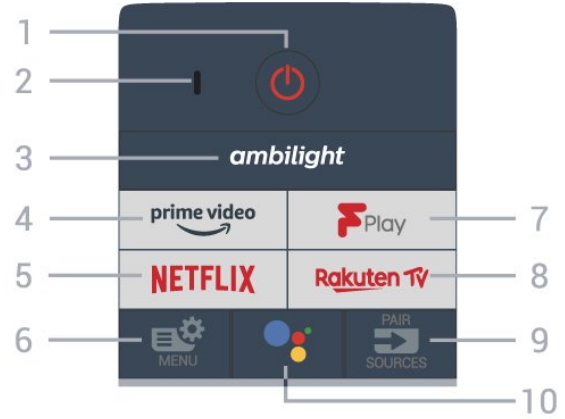 1
2
3
ambilight
4
prime video
F Play
7
5
NETFLIX
Rakuten TV
8
6
MENU
PAIR
SOURCES
9
10